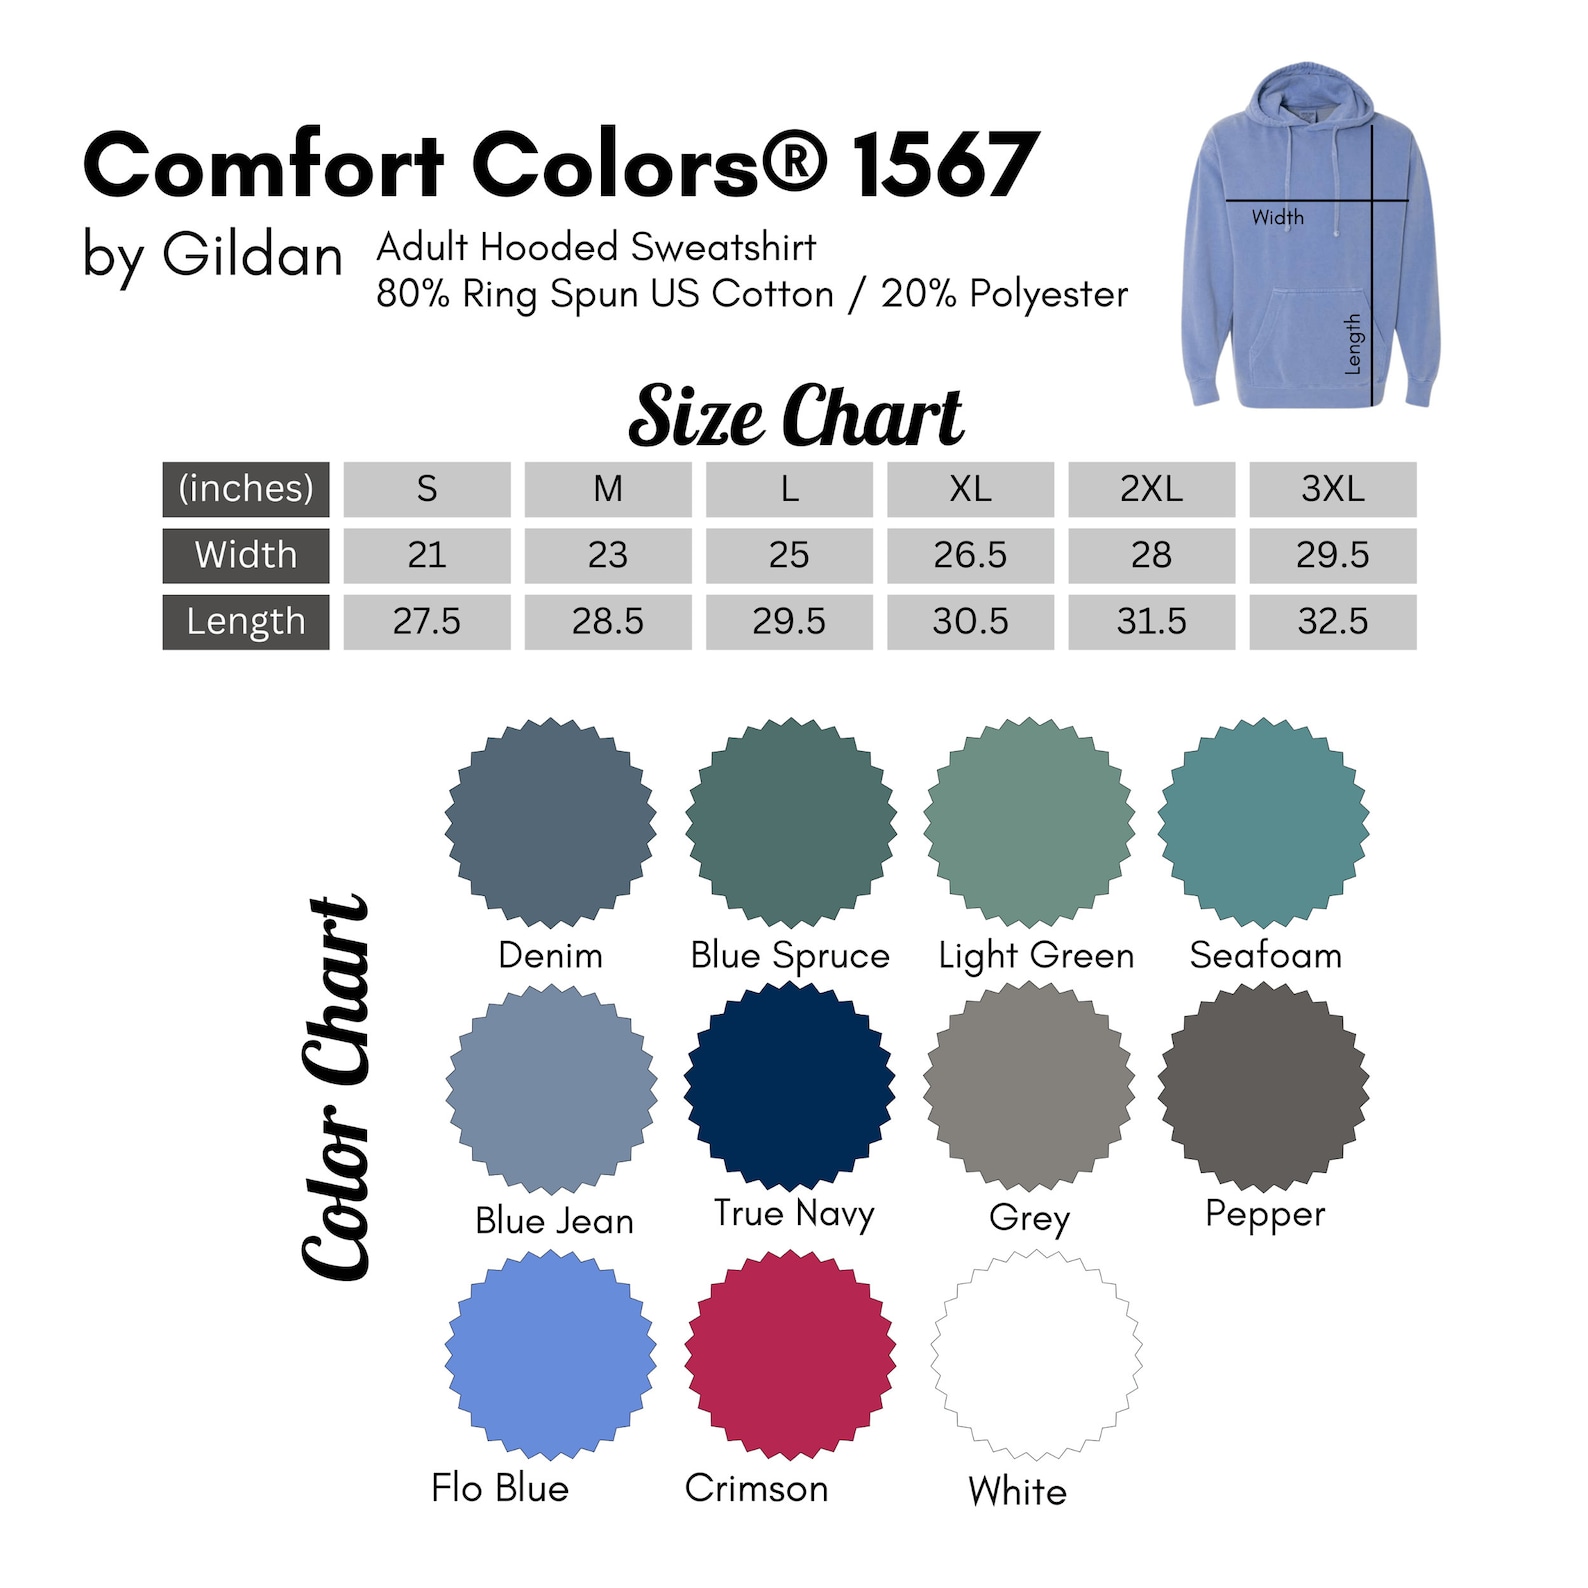 Comfort Colors® 1567
by Gildan
Adult Hooded Sweatshirt
80% Ring Spun US Cotton / 20% Polyester
Width
Length
Size Chart
(inches) S M L XL 2XL 3XL
Width 21 23 25 26.5 28 29.5
Length 27.5 28.5 29.5 30.5 31.5 32.5
Color Chart
Denim Blue Spruce Light Green Seafoam
Blue Jean True Navy Grey Pepper
Flo Blue Crimson White